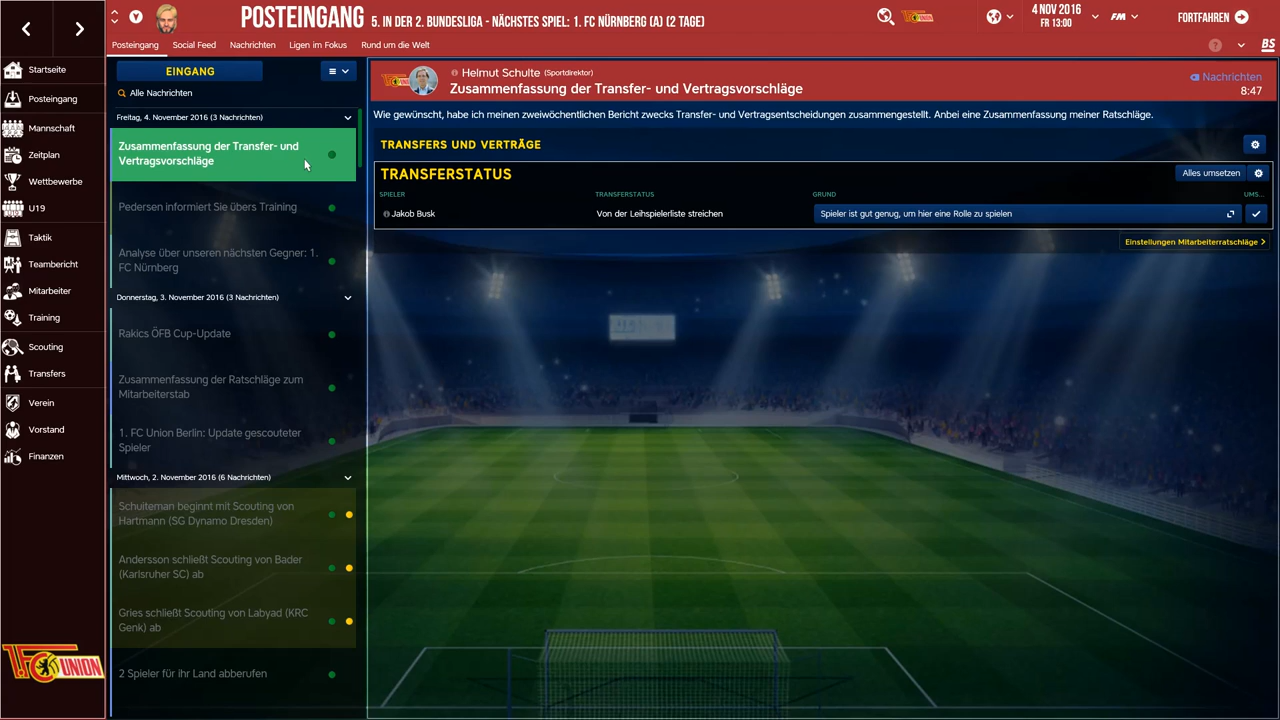 POSTEINGANG
5. IN DER 2. BUNDESLIGA - NÄCHSTES SPIEL: 1. FC NÜRNBERG (A) (2 TAGE)
4 NOV 2016
FR 13:00
FM
FORTFAHREN
Posteingang
Social Feed
Nachrichten
Ligen im Fokus
Rund um die Welt
?
BS
Startseite
Posteingang
Mannschaft
Zeitplan
Wettbewerbe
U19
Taktik
Teambericht
Mitarbeiter
Training
Scouting
Transfers
Verein
Vorstand
Finanzen
1.FC UNION
EINGANG
Alle Nachrichten
Freitag, 4. November 2016 (3 Nachrichten)
Zusammenfassung der Transfer- und
Vertragsvorschläge
Pedersen informiert Sie übers Training
Analyse über unseren nächsten Gegner: 1.
FC Nürnberg
Donnerstag, 3. November 2016 (3 Nachrichten)
Rakics ÖFB Cup-Update
Zusammenfassung der Ratschläge zum
Mitarbeiterstab
1. FC Union Berlin: Update gescouteter
Spieler
Mittwoch, 2. November 2016 (6 Nachrichten)
Schuiteman beginnt mit Scouting von
Hartmann (SG Dynamo Dresden)
Andersson schließt Scouting von Bader
(Karlsruher SC) ab
Gries schließt Scouting von Labyad (KRC
Genk) ab
2 Spieler für ihr Land abberufen
Helmut Schulte (Sportdirektor)
Zusammenfassung der Transfer- und Vertragsvorschläge
Nachrichten
8:47
Wie gewünscht, habe ich meinen zweiwöchentlichen Bericht zwecks Transfer- und Vertragsentscheidungen zusammengestellt. Anbei eine Zusammenfassung meiner Ratschläge.
TRANSFERS UND VERTRÄGE
TRANSFERSTATUS
Alles umsetzen
SPIELER
TRANSFERSTATUS
GRUND
UMS...
Jakob Busk
Von der Leihspielerliste streichen
Spieler ist gut genug, um hier eine Rolle zu spielen
Einstellungen Mitarbeiterratschläge